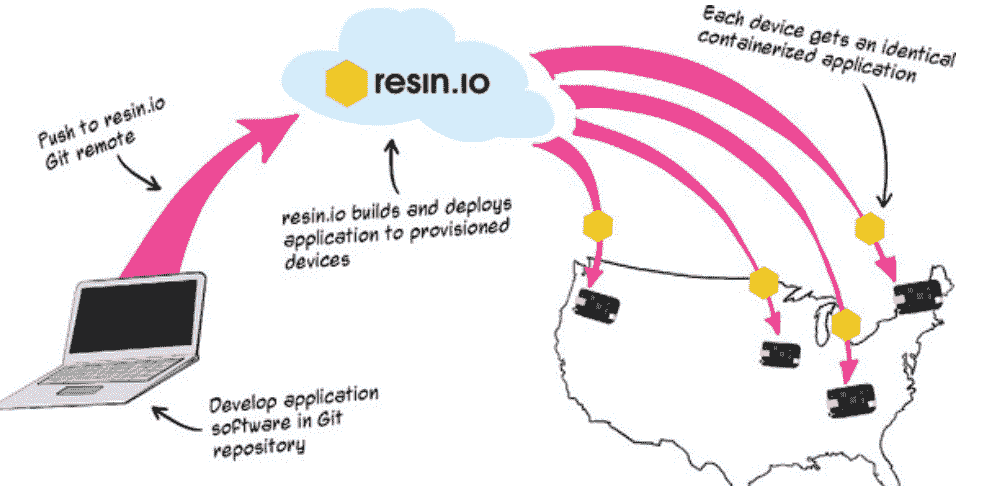 Each device gets an identical
containerized application
resin.io
Push to resin.io
Git remote
resin.io builds and deploys
application to provisioned
devices
Develop application
software in Git
repository